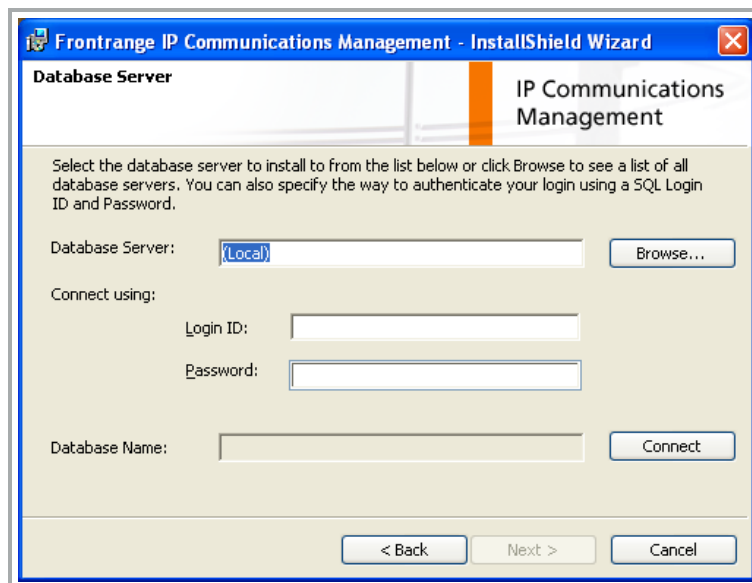 Frontrange IP Communications Management - InstallShield Wizard
Database Server
IP Communications
Management
Select the database server to install to from the list below or click Browse to see a list of all
database servers. You can also specify the way to authenticate your login using a SQL Login
ID and Password.
Database Server:
(Local)
Browse...
Connect using:
Login ID:
Password:
Database Name:
Connect
< Back
Next >
Cancel